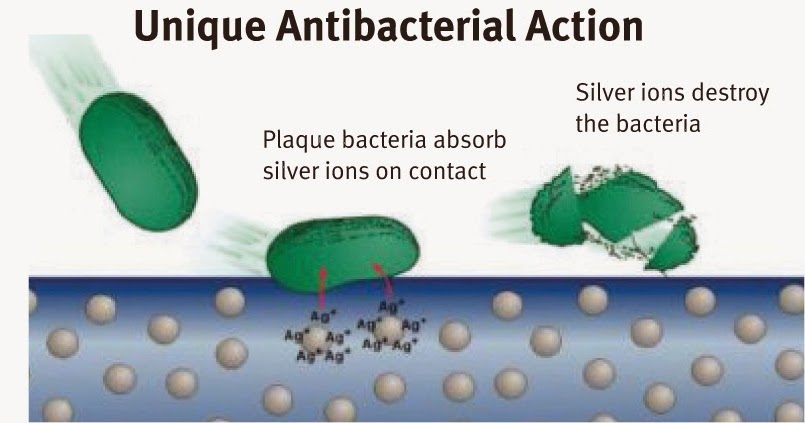 Unique Antibacterial Action
Silver ions destroy
the bacteria
Plaque bacteria absorb
silver ions on contact
Ag⁺
Ag⁺
Ag⁺ Ag⁺
Ag⁺ Ag⁺
Ag⁺
Ag⁺ Ag⁺
Ag⁺ Ag⁺